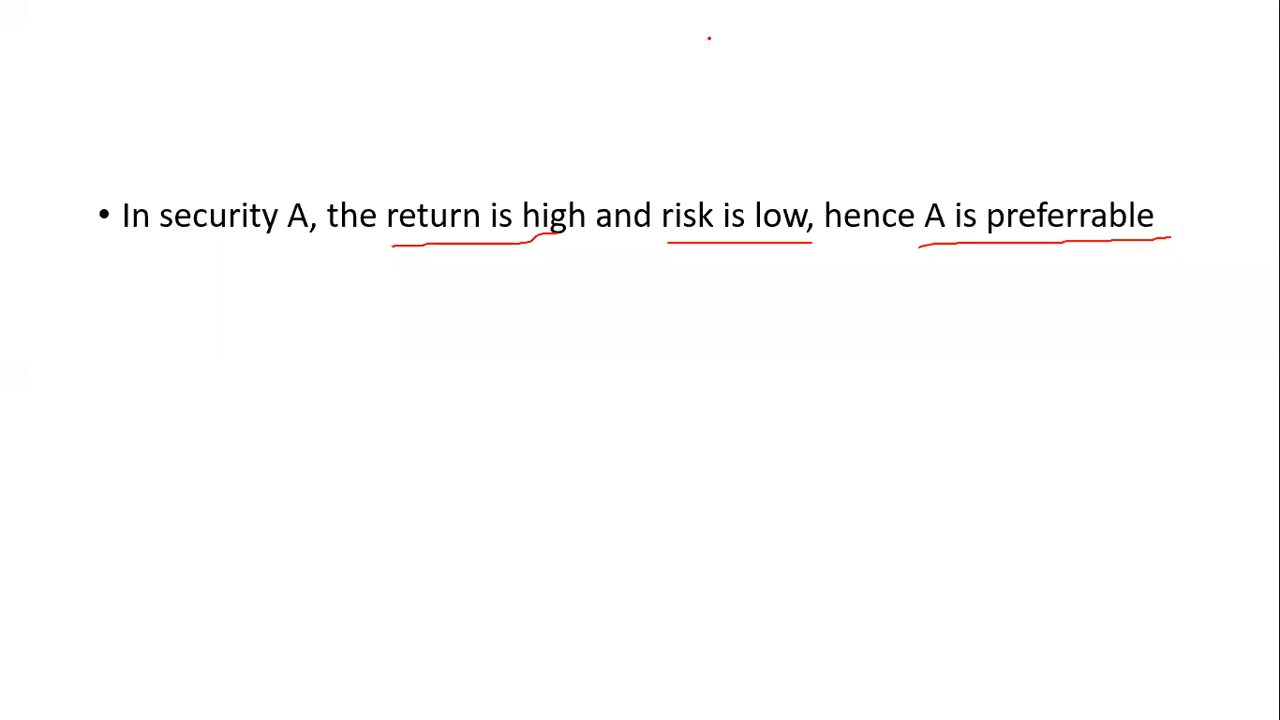 • In security A, the return is high and risk is low, hence A is preferrable